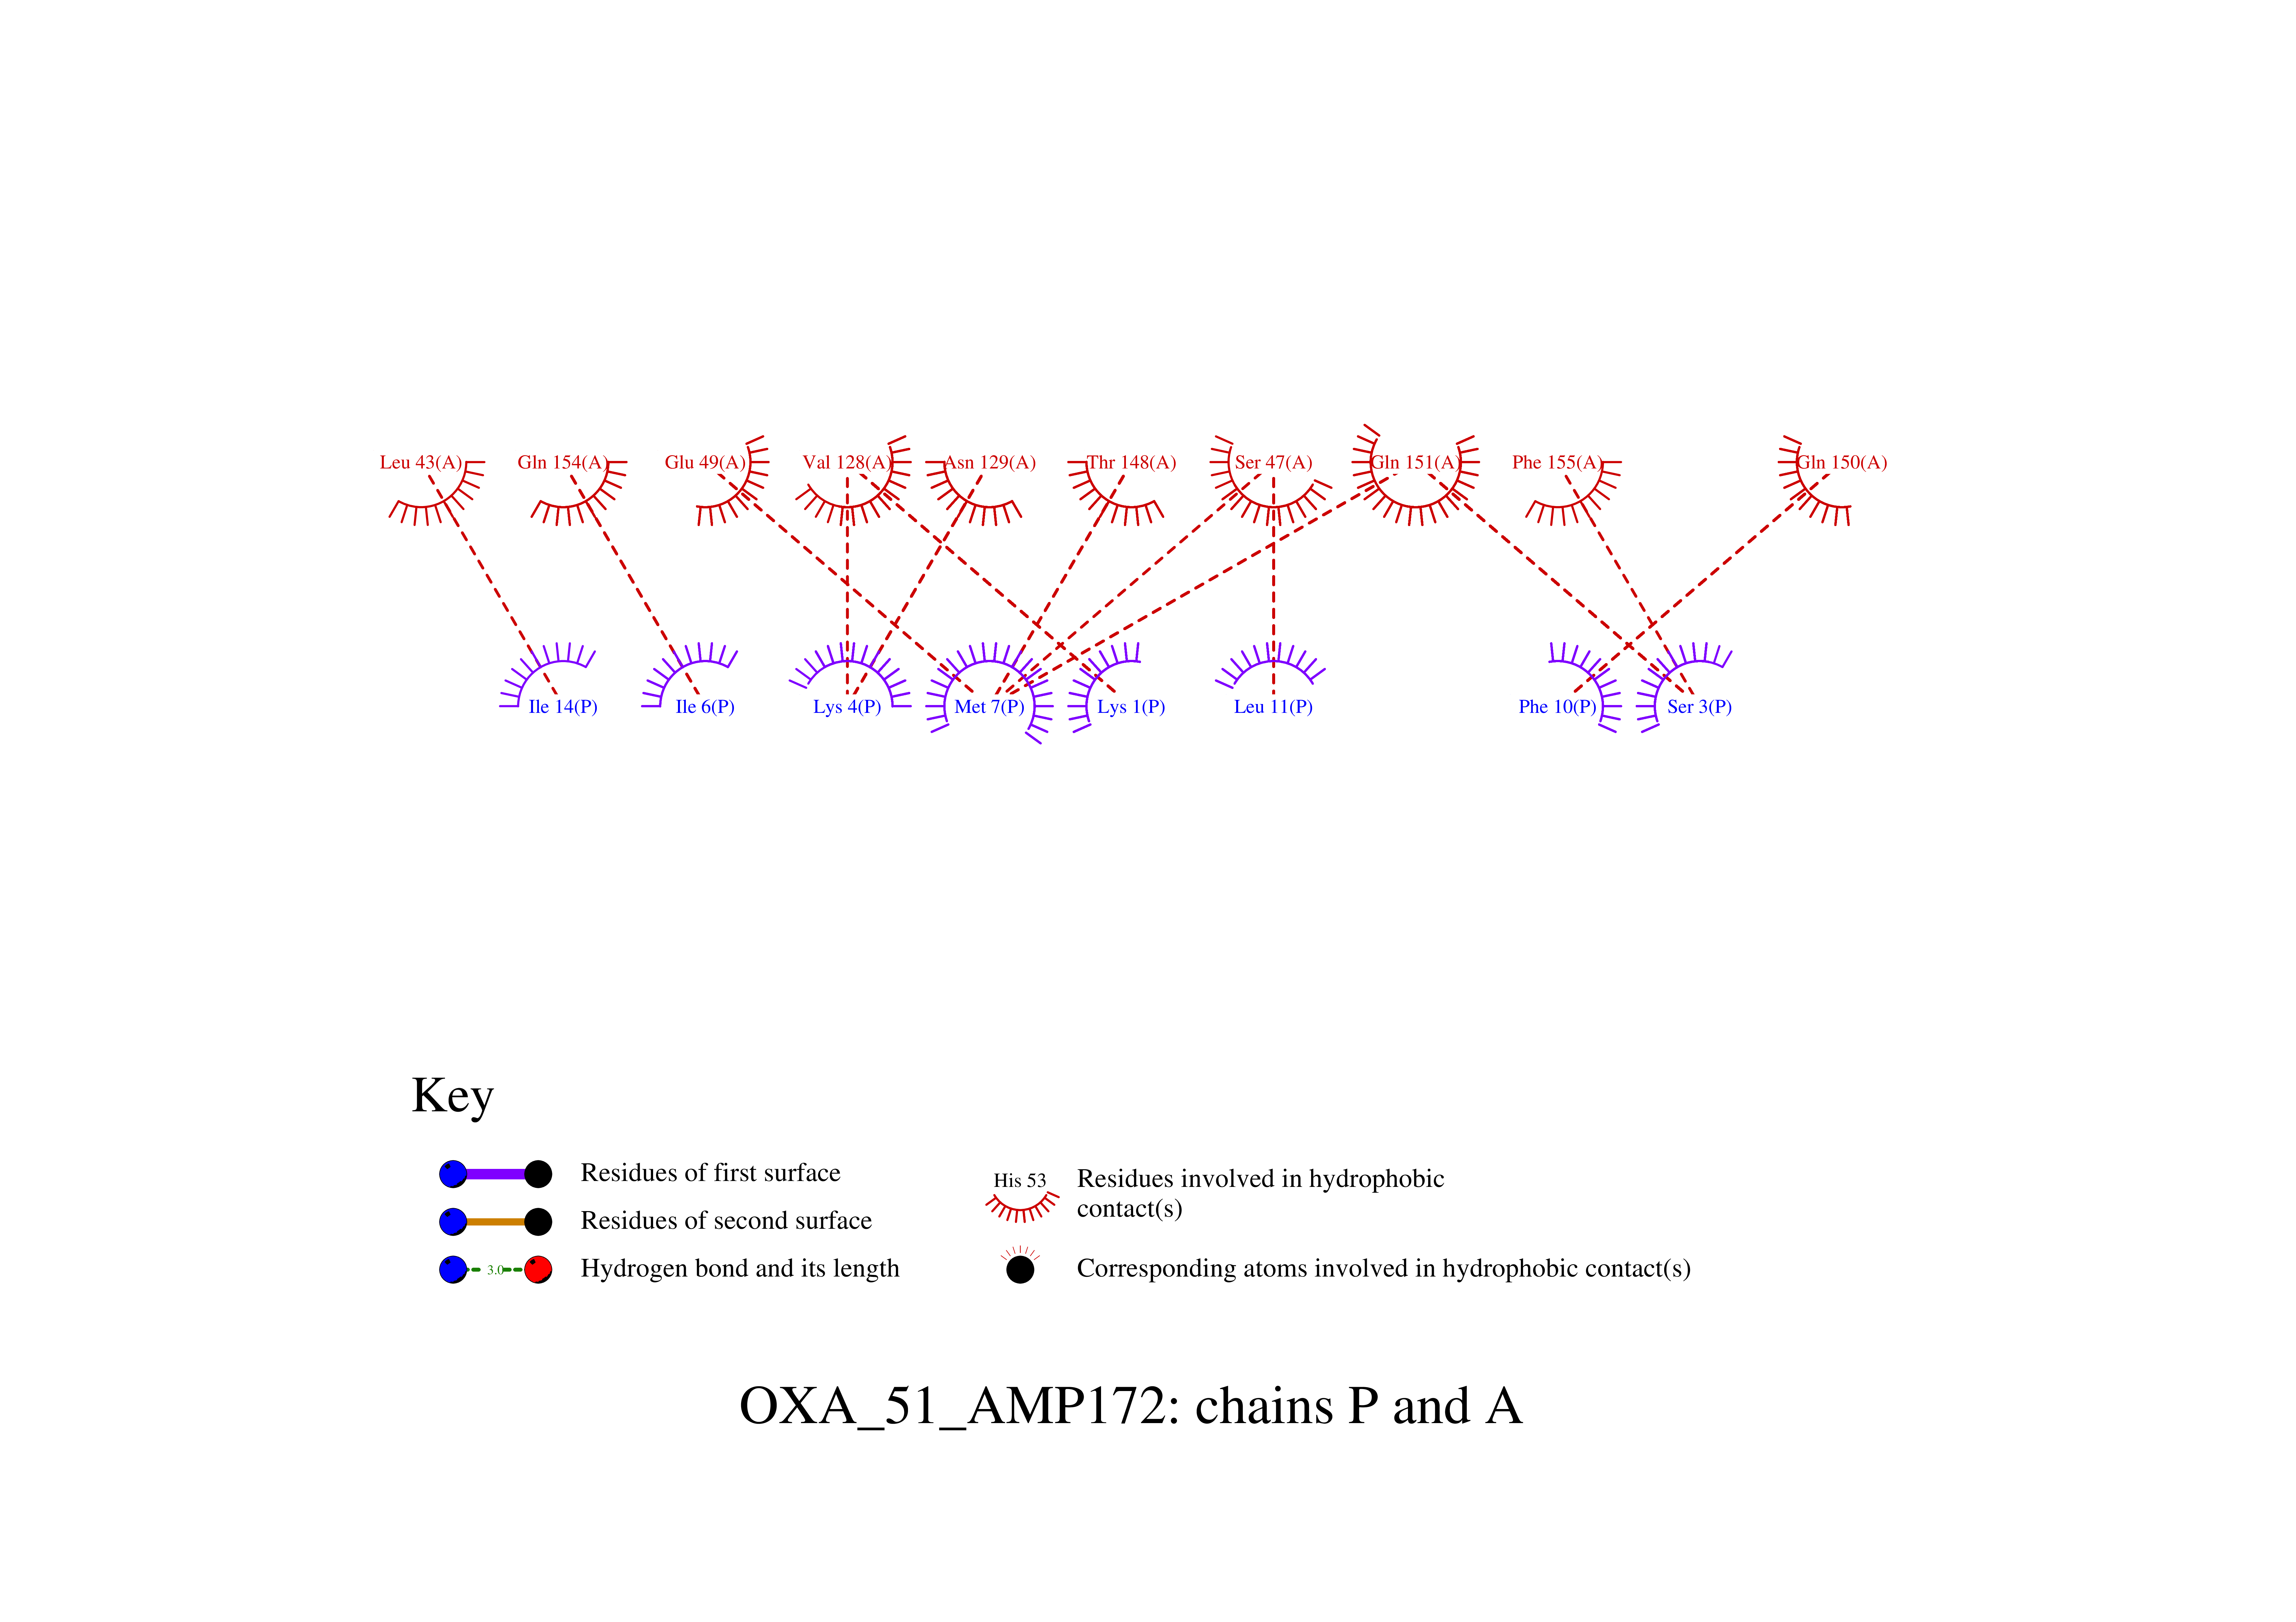 Leu 43(A) Gln 154(A) Glu 49(A) Val 128(A) Asn 129(A) Thr 148(A) Ser 47(A) Gln 151(A) Phe 155(A) Gln 150(A)
Ile 14(P) Ile 6(P) Lys 4(P) Met 7(P) Lys 1(P) Leu 11(P) Phe 10(P) Ser 3(P)
Key
Residues of first surface
Residues of second surface
3.0 Hydrogen bond and its length
His 53 Residues involved in hydrophobic
contact(s)
Corresponding atoms involved in hydrophobic contact(s)
OXA_51_AMP172: chains P and A